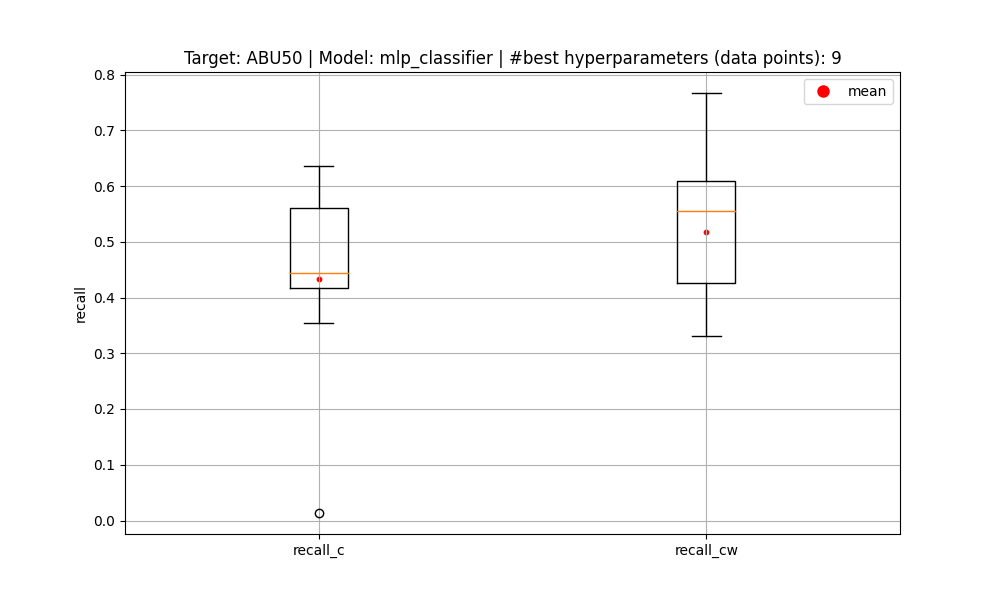 Target: ABU50 | Model: mlp_classifier | #best hyperparameters (data points): 9
mean
recall
0.8
0.7
0.6
0.5
0.4
0.3
0.2
0.1
0.0
recall_c
recall_cw